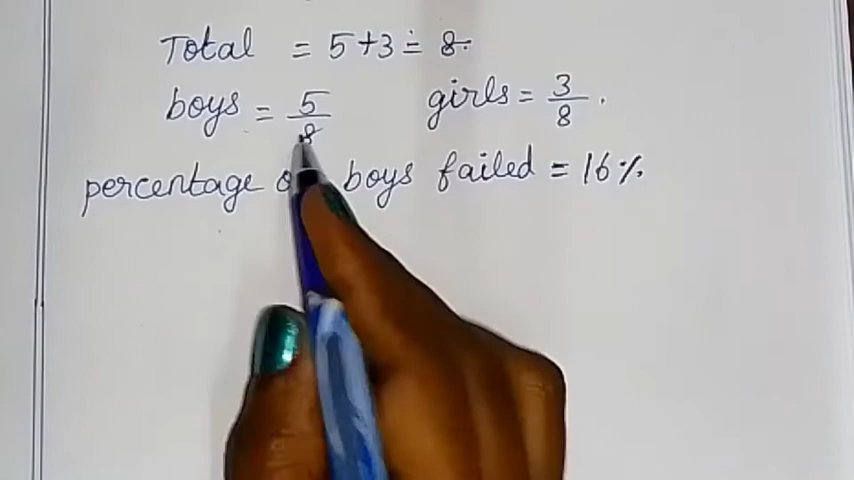 Total = 5+3 = 8.
boys = 5/8 girls = 3/8.
percentage boys failed = 16%